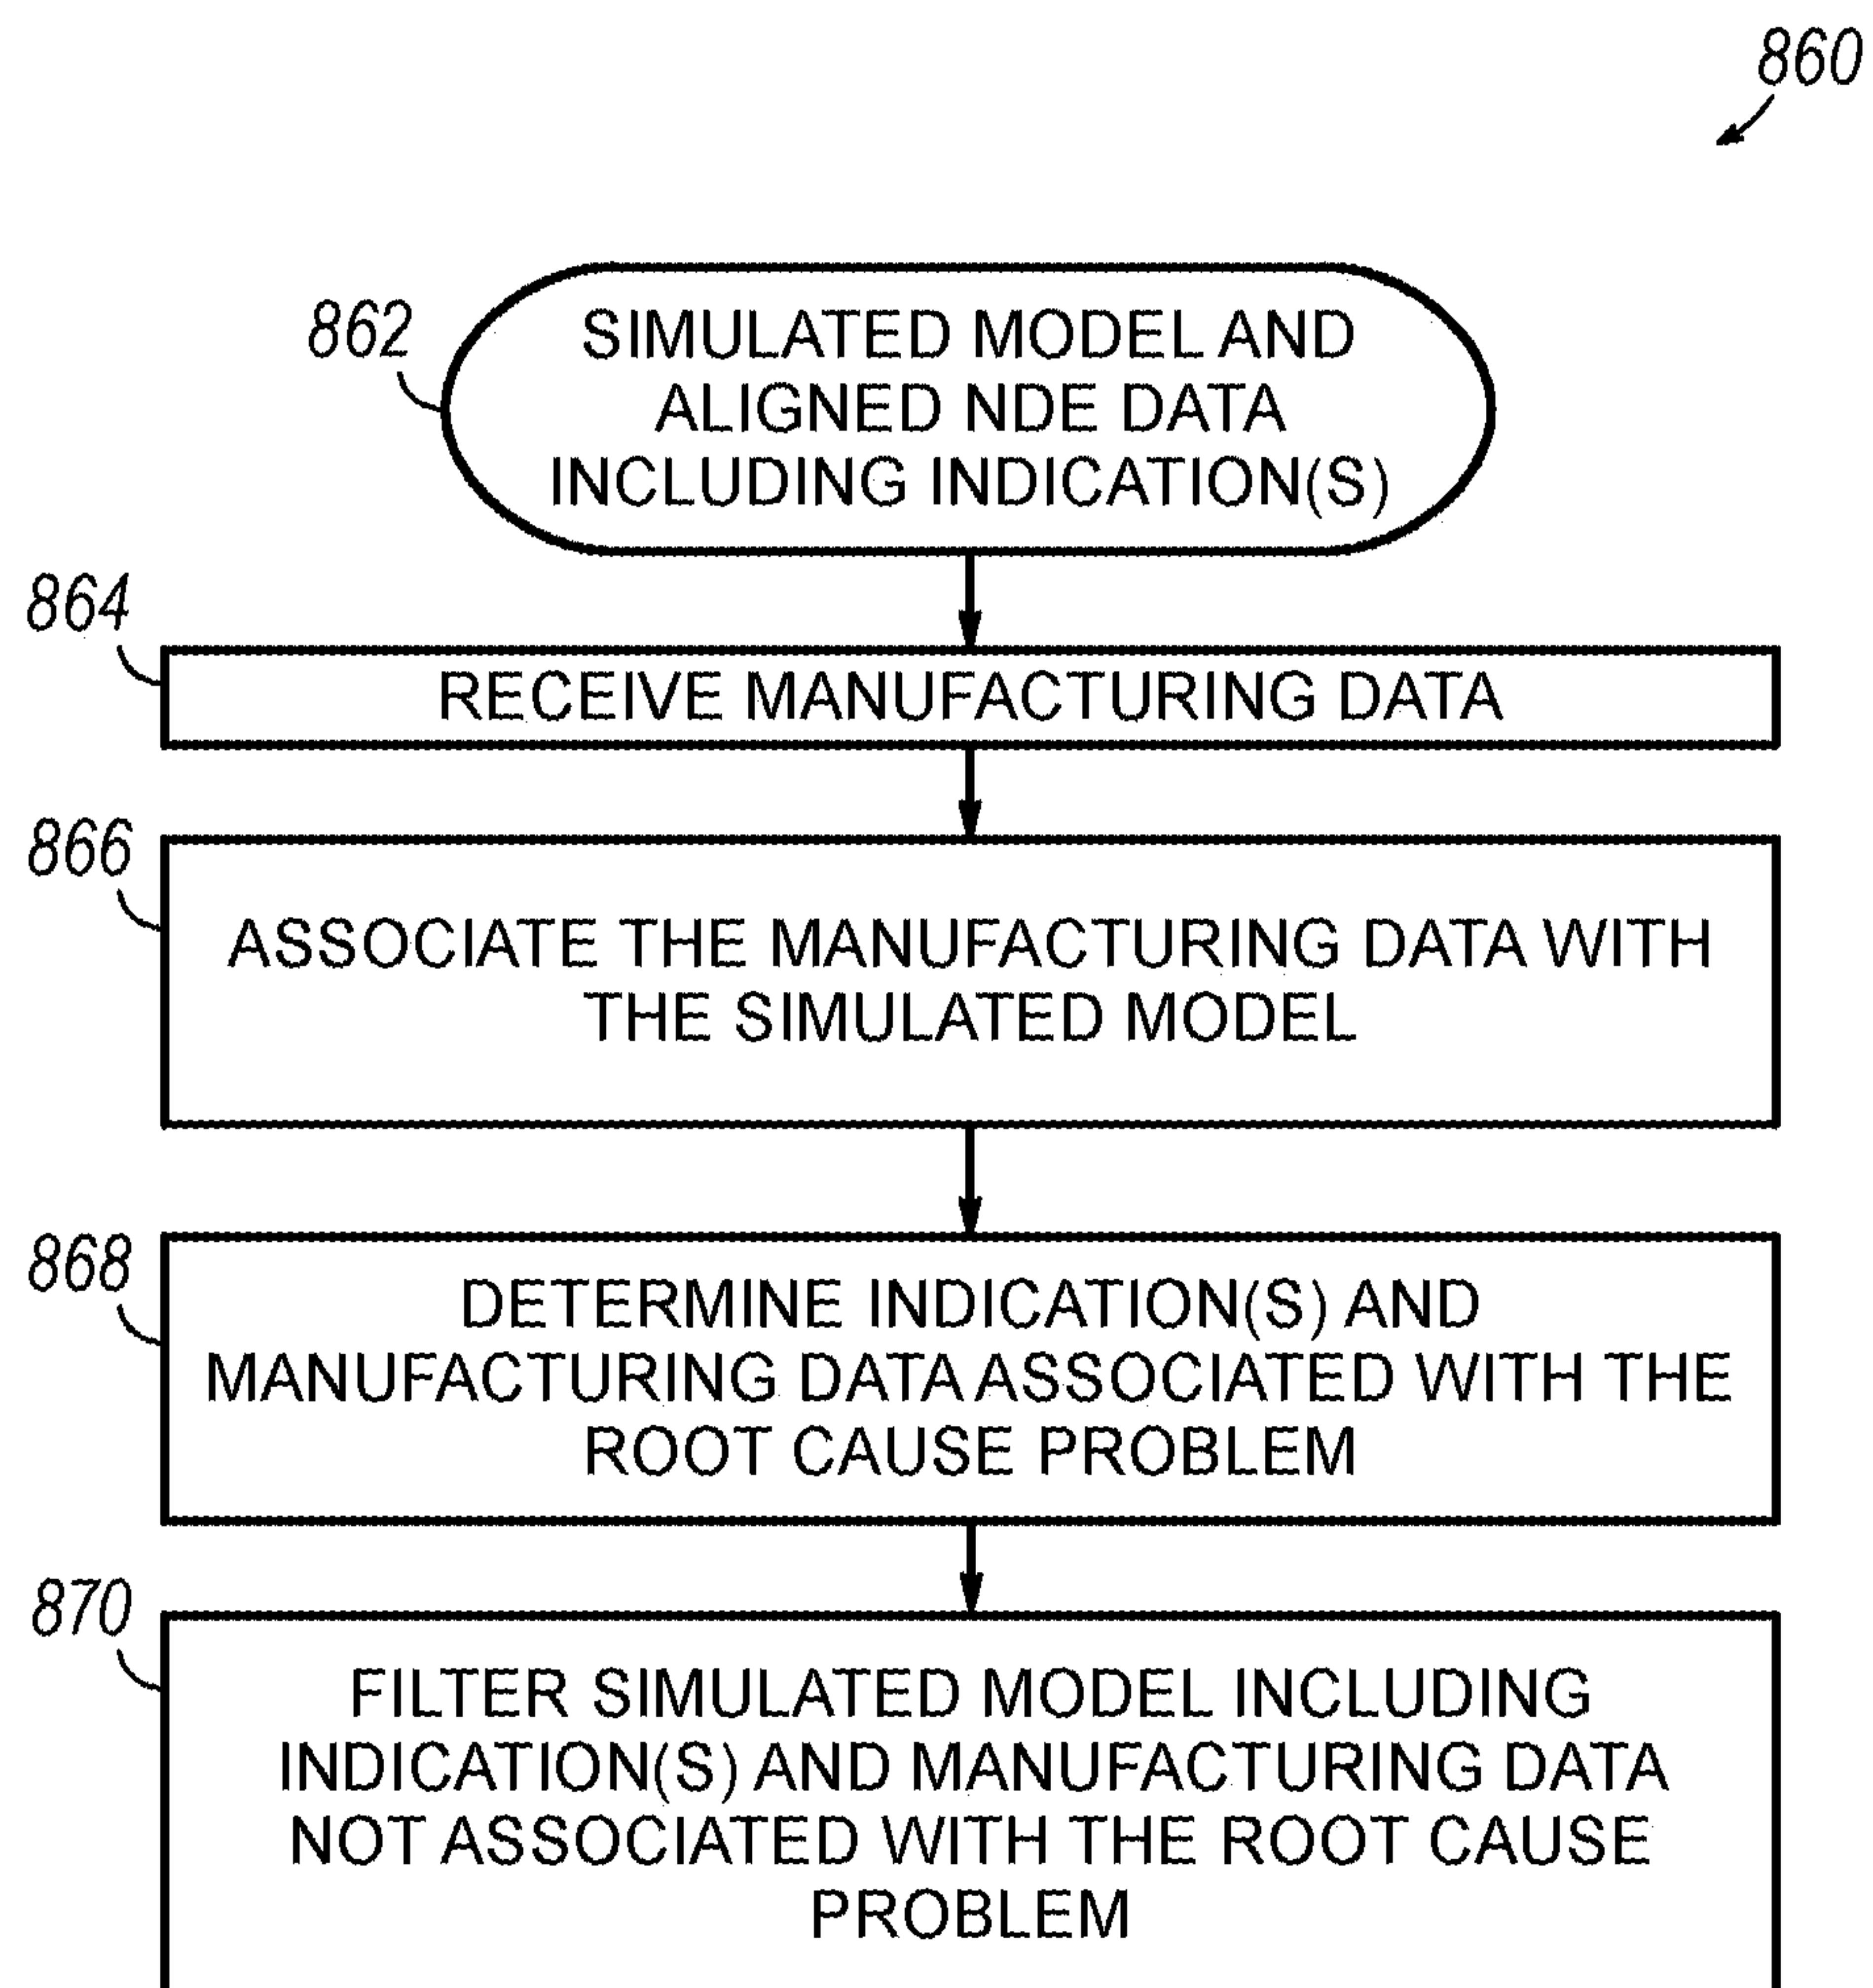 860
862
SIMULATED MODEL AND
ALIGNED NDE DATA
INCLUDING INDICATION(S)
864
RECEIVE MANUFACTURING DATA
866
ASSOCIATE THE MANUFACTURING DATA WITH
THE SIMULATED MODEL
868
DETERMINE INDICATION(S) AND
MANUFACTURING DATA ASSOCIATED WITH THE
ROOT CAUSE PROBLEM
870
FILTER SIMULATED MODEL INCLUDING
INDICATION(S) AND MANUFACTURING DATA
NOT ASSOCIATED WITH THE ROOT CAUSE
PROBLEM